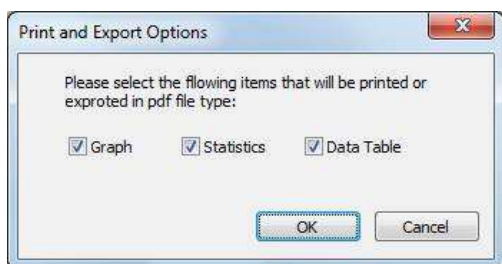 Print and Export Options
Please select the fllowing items that will be printed or
exproted in pdf file type:
Graph Statistics Data Table
OK Cancel